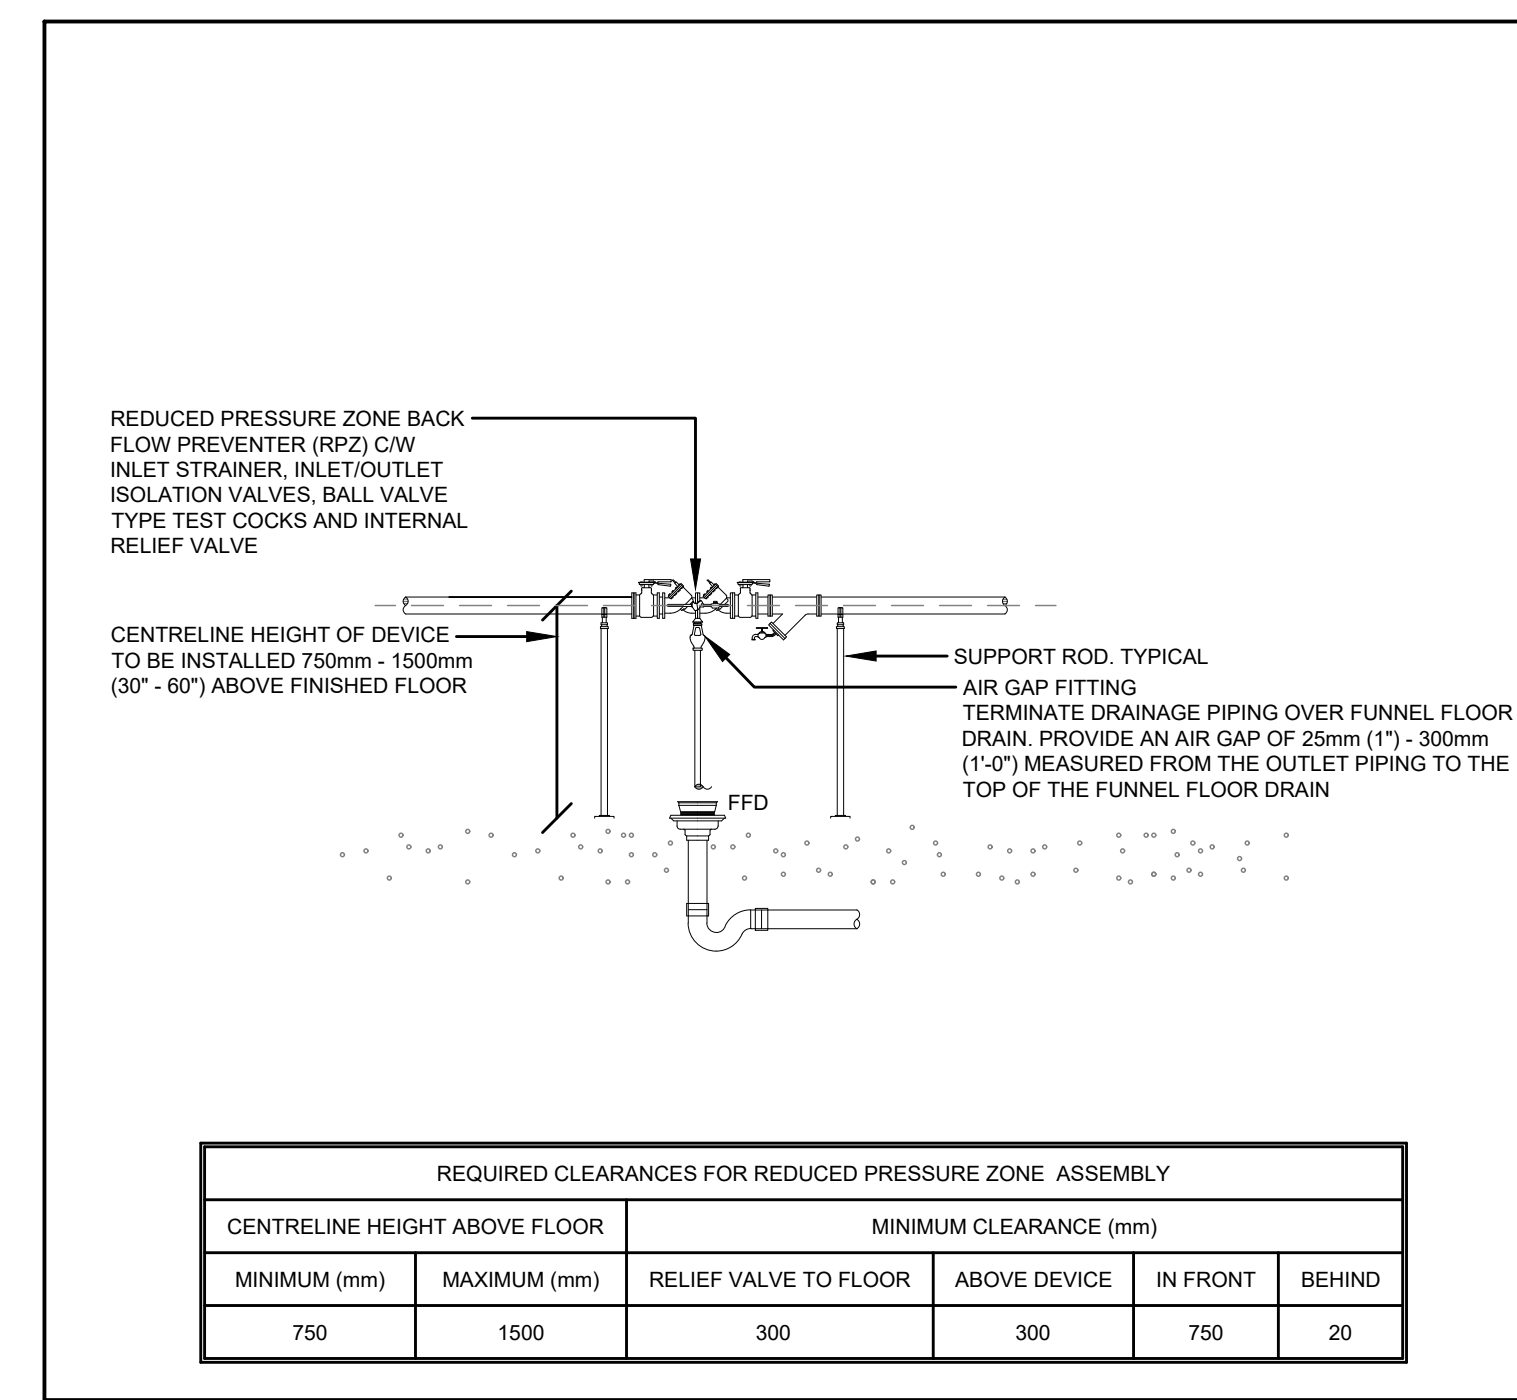 REDUCED PRESSURE ZONE BACK
FLOW PREVENTER (RPZ) C/W
INLET STRAINER, INLET/OUTLET
ISOLATION VALVES, BALL VALVE
TYPE TEST COCKS AND INTERNAL
RELIEF VALVE
CENTRELINE HEIGHT OF DEVICE
TO BE INSTALLED 750mm - 1500mm
(30" - 60") ABOVE FINISHED FLOOR
SUPPORT ROD. TYPICAL
AIR GAP FITTING
TERMINATE DRAINAGE PIPING OVER FUNNEL FLOOR
DRAIN. PROVIDE AN AIR GAP OF 25mm (1") - 300mm
(1'-0") MEASURED FROM THE OUTLET PIPING TO THE
TOP OF THE FUNNEL FLOOR DRAIN
FFD
REQUIRED CLEARANCES FOR REDUCED PRESSURE ZONE ASSEMBLY
CENTRELINE HEIGHT ABOVE FLOOR MINIMUM CLEARANCE (mm)
MINIMUM (mm) MAXIMUM (mm) RELIEF VALVE TO FLOOR ABOVE DEVICE IN FRONT BEHIND
750 1500 300 300 750 20